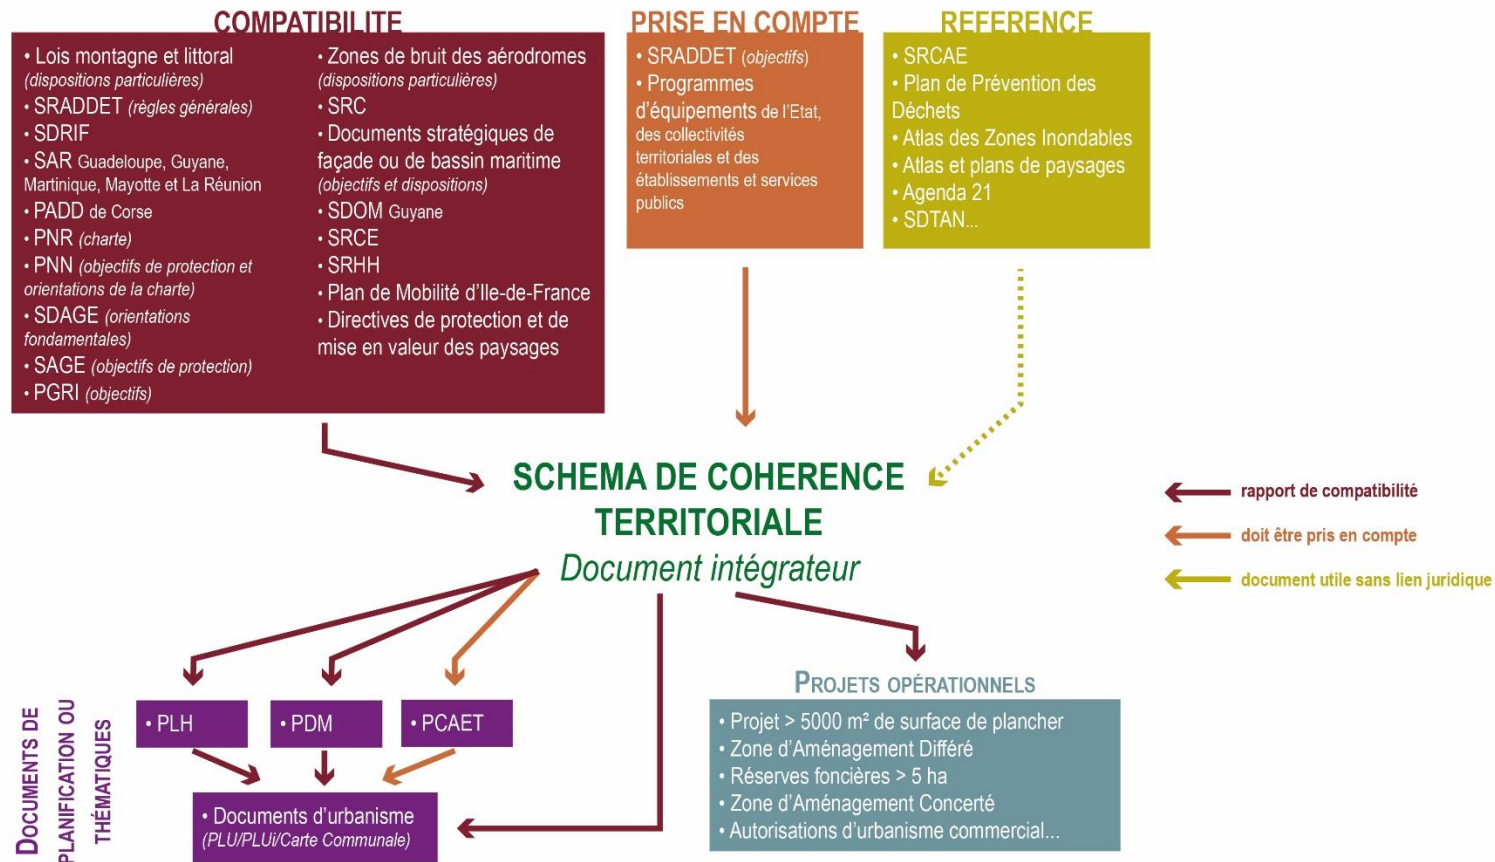 COMPATIBILITE
• Lois montagne et littoral
(dispositions particulières)
• SRADDET (règles générales)
• SDRIF
• SAR Guadeloupe, Guyane,
Martinique, Mayotte et La Réunion
• PADD de Corse
• PNR (charte)
• PNN (objectifs de protection et
orientations de la charte)
• SDAGE (orientations
fondamentales)
• SAGE (objectifs de protection)
• PGRI (objectifs)
• Zones de bruit des aérodromes
(dispositions particulières)
• SRC
• Documents stratégiques de
façade ou de bassin maritime
(objectifs et dispositions)
• SDOM Guyane
• SRCE
• SRHH
• Plan de Mobilité d'Ile-de-France
• Directives de protection et de
mise en valeur des paysages
PRISE EN COMPTE
• SRADDET (objectifs)
• Programmes
d'équipements de l'Etat,
des collectivités
territoriales et des
établissements et services
publics
REFERENCE
• SRCAE
• Plan de Prévention des
Déchets
• Atlas des Zones Inondables
• Atlas et plans de paysages
• Agenda 21
• SDTAN...
SCHEMA DE COHERENCE
TERRITORIALE
Document intégrateur
rapport de compatibilité
doit être pris en compte
document utile sans lien juridique
DOCUMENTS DE
PLANIFICATION OU
THÉMATIQUES
• PLH
• PDM
• PCAET
• Documents d'urbanisme
(PLU/PLUi/Carte Communale)
PROJETS OPÉRATIONNELS
• Projet > 5000 m² de surface de plancher
• Zone d'Aménagement Différé
• Réserves foncières > 5 ha
• Zone d'Aménagement Concerté
• Autorisations d'urbanisme commercial...